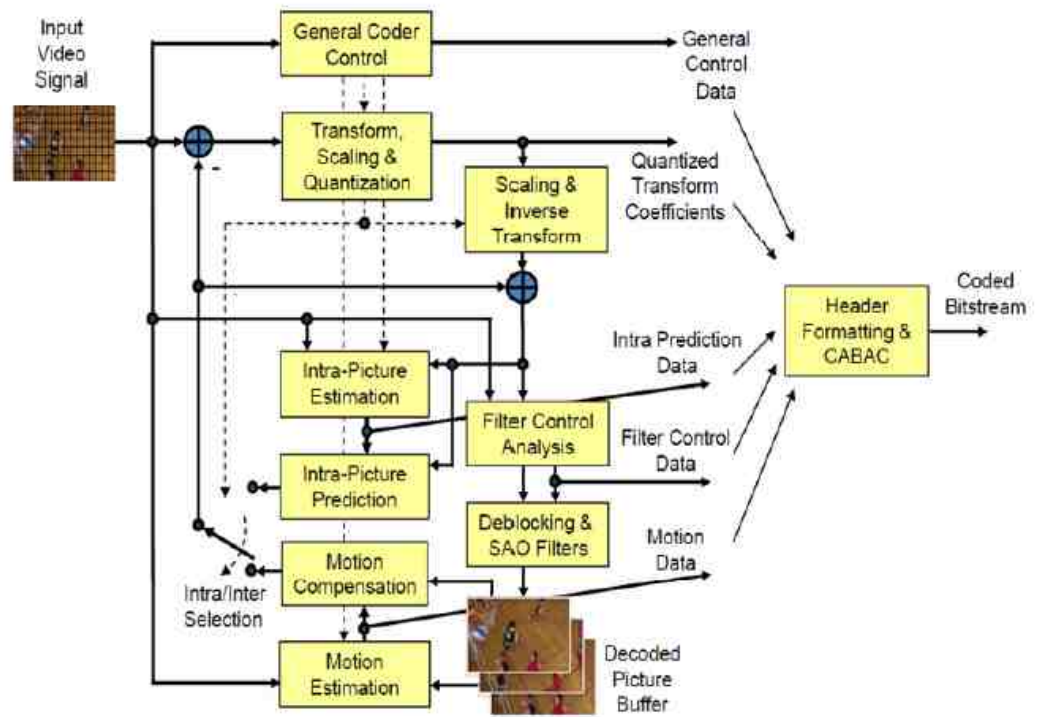 Input
Video
Signal
General Coder
Control
General
Control
Data
Transform,
Scaling &
Quantization
Quantized
Transform
Coefficients
Scaling &
Inverse
Transform
Coded
Bitstream
Header
Formatting &
CABAC
Intra Prediction
Data
Intra-Picture
Estimation
Filter Control
Analysis
Filter Control
Data
Intra-Picture
Prediction
Deblocking &
SAO Filters
Motion
Data
Motion
Compensation
Intra/Inter
Selection
Motion
Estimation
Decoded
Picture
Buffer